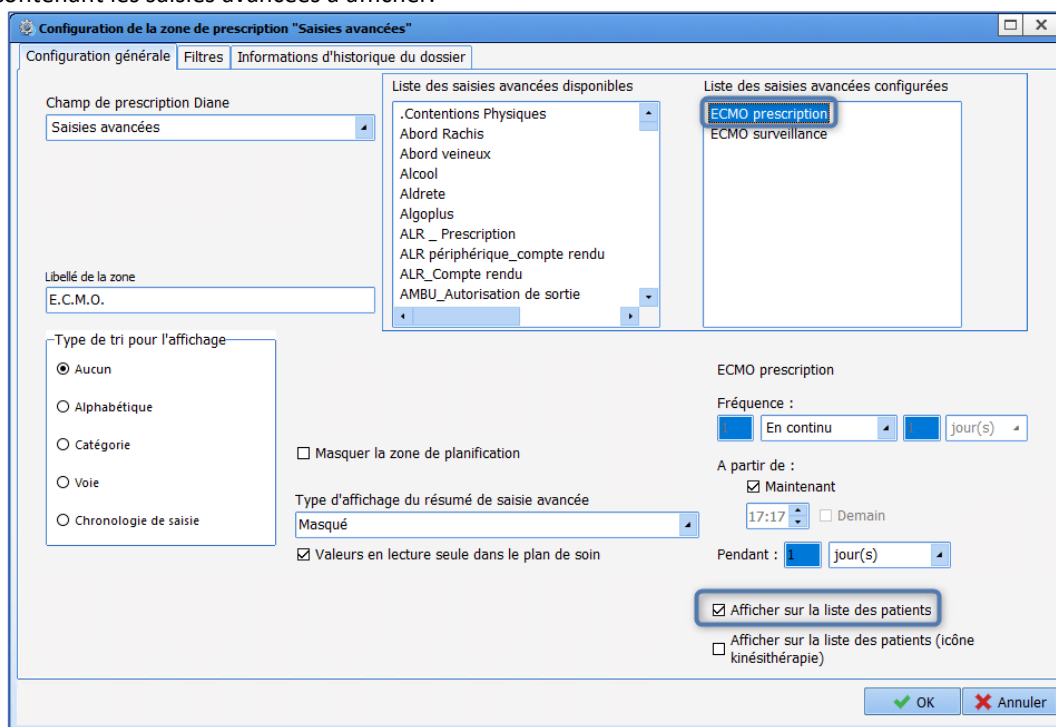 contenant les saisies avancées à afficher.
Configuration de la zone de prescription "Saisies avancées"
Configuration générale
Filtres
Informations d'historique du dossier
Champ de prescription Diane
Saisies avancées
Liste des saisies avancées disponibles
.Contentions Physiques
Abord Rachis
Abord veineux
Alcool
Aldrete
Algoplus
ALR _ Prescription
ALR périphérique_compte rendu
ALR_Compte rendu
AMBU_Autorisation de sortie
Liste des saisies avancées configurées
ECMO prescription
ECMO surveillance
Libellé de la zone
E.C.M.O.
Type de tri pour l'affichage
Aucun
Alphabétique
Catégorie
Voie
Chronologie de saisie
Masquer la zone de planification
Type d'affichage du résumé de saisie avancée
Masqué
Valeurs en lecture seule dans le plan de soin
ECMO prescription
Fréquence :
1 En continu 1 jour(s)
A partir de :
Maintenant
17:17 Demain
Pendant : 1 jour(s)
Afficher sur la liste des patients
Afficher sur la liste des patients (icône
kinésithérapie)
OK
Annuler